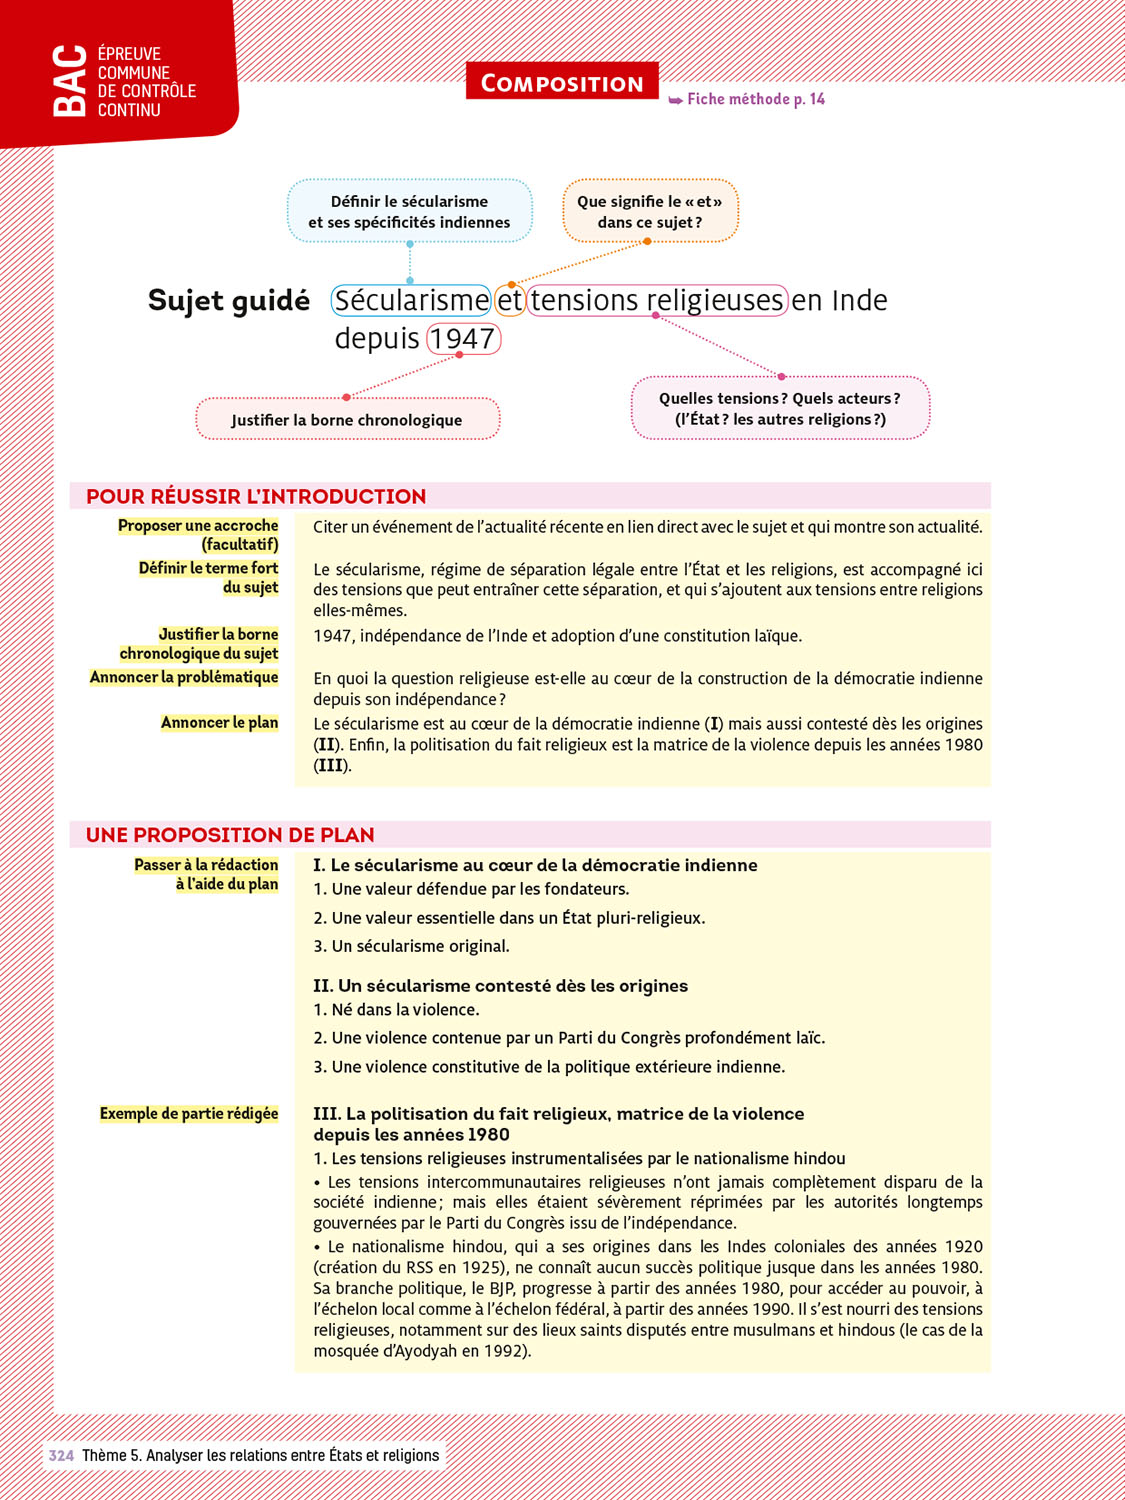 BAC
ÉPREUVE
COMMUNE
DE CONTRÔLE
CONTINU
COMPOSITION
➥ Fiche méthode p. 14
Définir le sécularisme
et ses spécificités indiennes
Que signifie le « et »
dans ce sujet ?
Sujet guidé Sécularisme et tensions religieuses en Inde
depuis 1947
Justifier la borne chronologique
Quelles tensions ? Quels acteurs ?
(l'État ? les autres religions ?)
POUR RÉUSSIR L'INTRODUCTION
Proposer une accroche
(facultatif)
Citer un événement de l'actualité récente en lien direct avec le sujet et qui montre son actualité.
Définir le terme fort
du sujet
Le sécularisme, régime de séparation légale entre l'État et les religions, est accompagné ici
des tensions que peut entraîner cette séparation, et qui s'ajoutent aux tensions entre religions
elles-mêmes.
Justifier la borne
chronologique du sujet
1947, indépendance de l'Inde et adoption d'une constitution laïque.
Annoncer la problématique
En quoi la question religieuse est-elle au cœur de la construction de la démocratie indienne
depuis son indépendance ?
Annoncer le plan
Le sécularisme est au cœur de la démocratie indienne (I) mais aussi contesté dès les origines
(II). Enfin, la politisation du fait religieux est la matrice de la violence depuis les années 1980
(III).
UNE PROPOSITION DE PLAN
Passer à la rédaction
à l'aide du plan
I. Le sécularisme au cœur de la démocratie indienne
1. Une valeur défendue par les fondateurs.
2. Une valeur essentielle dans un État pluri-religieux.
3. Un sécularisme original.
II. Un sécularisme contesté dès les origines
1. Né dans la violence.
2. Une violence contenue par un Parti du Congrès profondément laïc.
3. Une violence constitutive de la politique extérieure indienne.
Exemple de partie rédigée
III. La politisation du fait religieux, matrice de la violence
depuis les années 1980
1. Les tensions religieuses instrumentalisées par le nationalisme hindou
• Les tensions intercommunautaires religieuses n'ont jamais complètement disparu de la
société indienne ; mais elles étaient sévèrement réprimées par les autorités longtemps
gouvernées par le Parti du Congrès issu de l'indépendance.
• Le nationalisme hindou, qui a ses origines dans les Indes coloniales des années 1920
(création du RSS en 1925), ne connaît aucun succès politique jusque dans les années 1980.
Sa branche politique, le BJP, progresse à partir des années 1980, pour accéder au pouvoir, à
l'échelon local comme à l'échelon fédéral, à partir des années 1990. Il s'est nourri des tensions
religieuses, notamment sur des lieux saints disputés entre musulmans et hindous (le cas de la
mosquée d'Ayodyah en 1992).
324 Thème 5. Analyser les relations entre États et religions